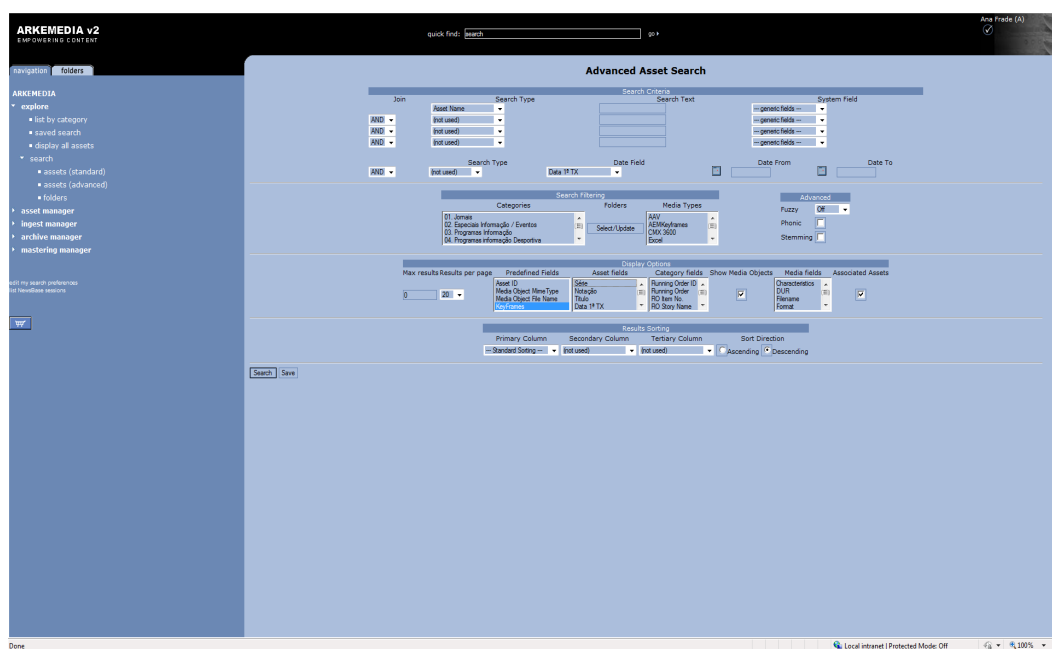 ARKEMEDIA v2
EMPOWERING CONTENT
quick find: search go
Ana Frade (A)
navigation folders
ARKEMEDIA
explore
list by category
saved search
display all assets
search
assets (standard)
assets (advanced)
folders
asset manager
ingest manager
archive manager
mastering manager
edit my search preferences
list NewsBase sessions
Advanced Asset Search
Search Criteria
Join Search Type Search Text System Field
Asset Name --- generic fields ---
AND (not used) --- generic fields ---
AND (not used) --- generic fields ---
AND (not used) --- generic fields ---
Search Type Date Field Date From Date To
AND (not used) Data 1ª TX
Search Filtering
Categories Folders Media Types
01. Jornais
02. Especiais Informação / Eventos
03. Programas Informação
04. Programas informação Desportiva
Select/Update
AAV
AEMKeyframes
CMX 3600
Excel
Advanced
Fuzzy Off
Phonic
Stemming
Display Options
Max results Results per page Predefined Fields Asset fields Category fields Show Media Objects Media fields Associated Assets
0 20
Asset ID
Media Object MimeType
Media Object File Name
KeyFrames
Série
Notação
Titulo
Data 1ª TX
Running Order ID
Running Order
RO Item No.
RO Story Name
Characteristics
DUR
Filename
Format
Results Sorting
Primary Column Secondary Column Tertiary Column Sort Direction
--- Standard Sorting --- (not used) (not used) Ascending Descending
Search Save
Done
Local intranet | Protected Mode: Off
100%